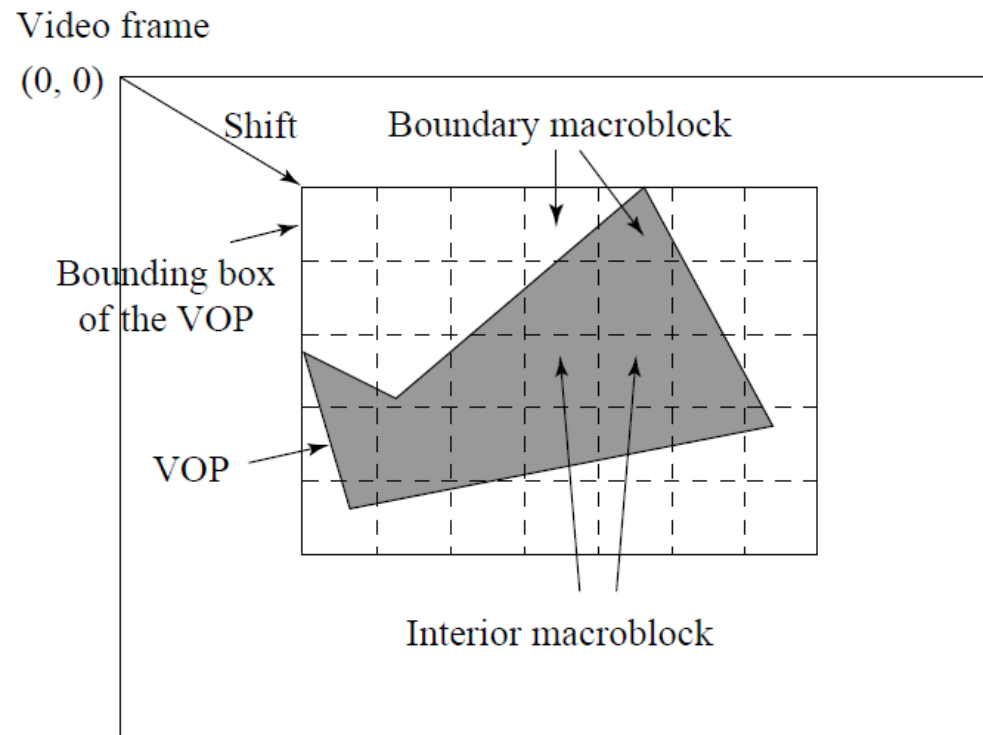 Video frame
(0, 0)
Shift
Boundary macroblock
Bounding box
of the VOP
VOP
Interior macroblock